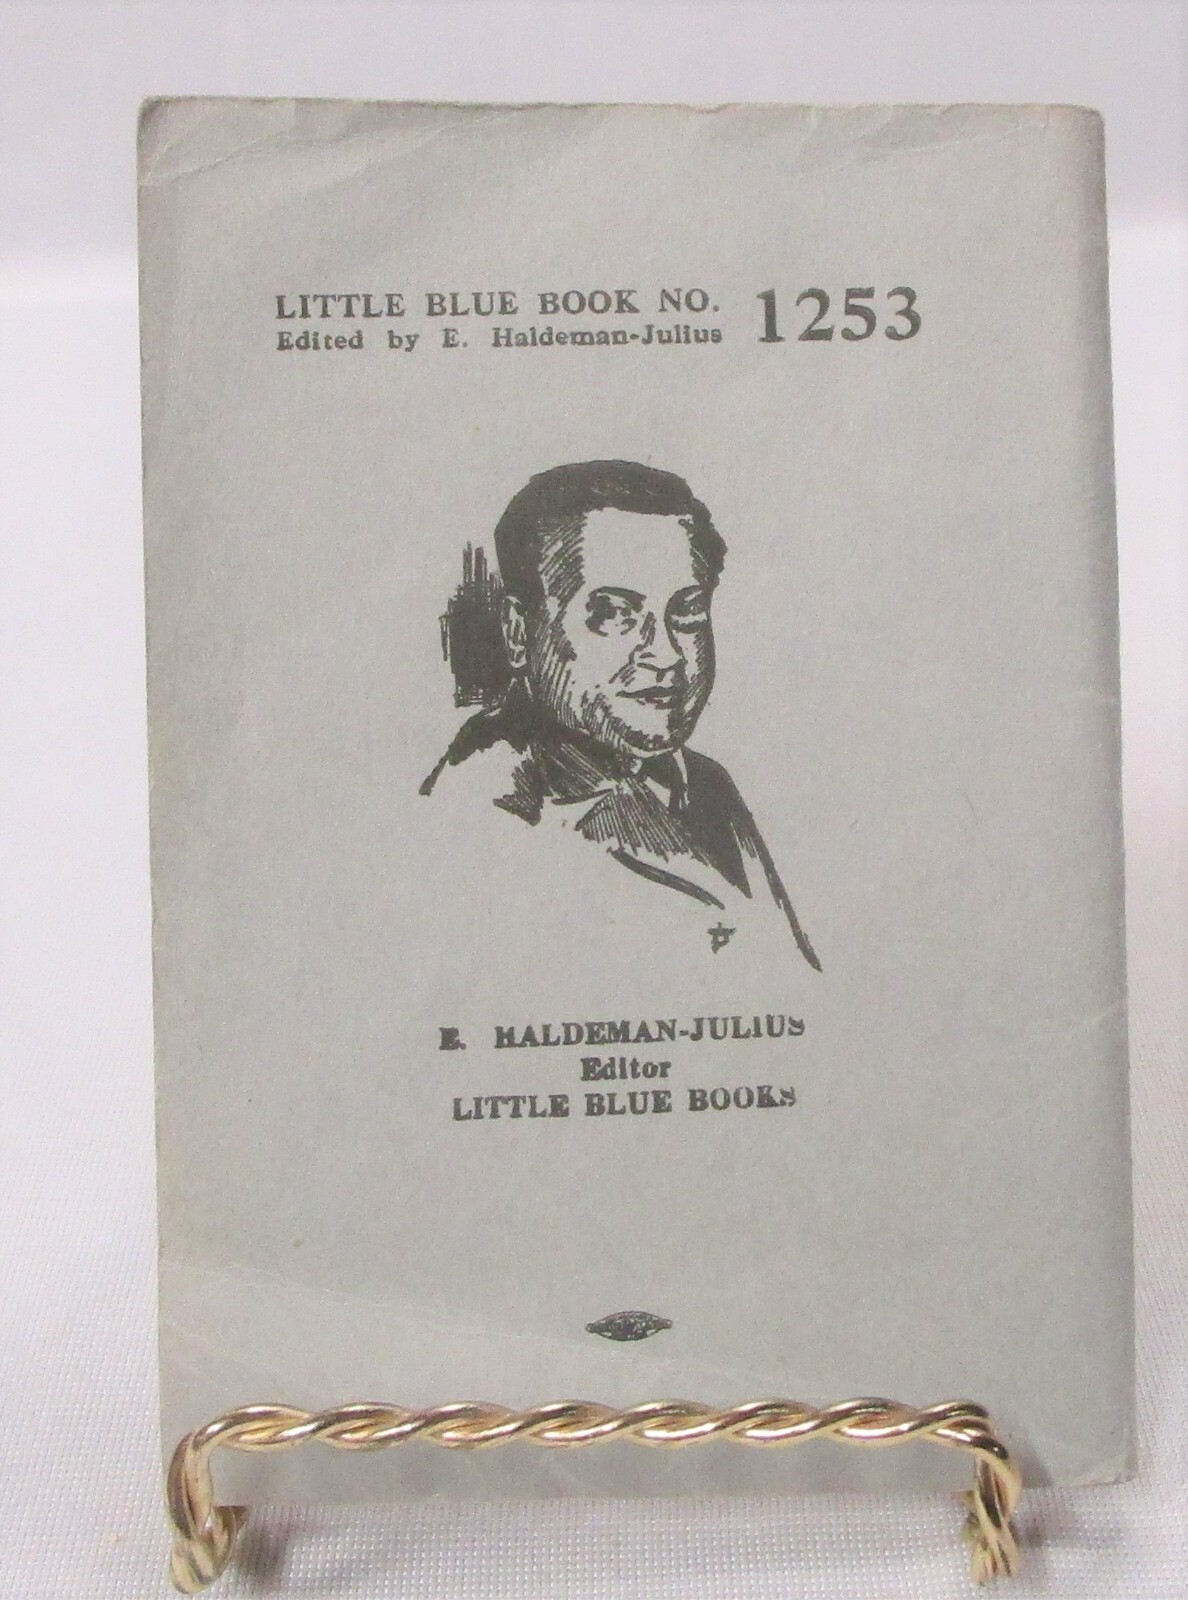 LITTLE BLUE BOOK NO. 1253
Edited by E. Haldeman-Julius
E. HALDEMAN-JULIUS
Editor
LITTLE BLUE BOOKS